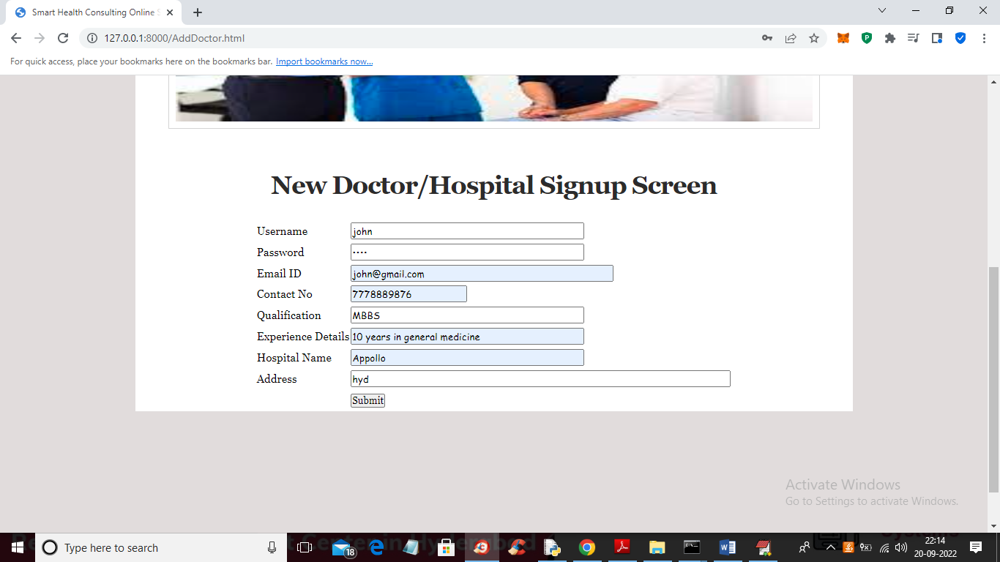 Smart Health Consulting Online S
127.0.0.1:8000/AddDoctor.html
For quick access, place your bookmarks here on the bookmarks bar. Import bookmarks now...
New Doctor/Hospital Signup Screen
Username john
Password ····
Email ID john@gmail.com
Contact No 7778889876
Qualification MBBS
Experience Details 10 years in general medicine
Hospital Name Appollo
Address hyd
Submit
Activate Windows
Go to Settings to activate Windows.
Type here to search
18
22:14
20-09-2022